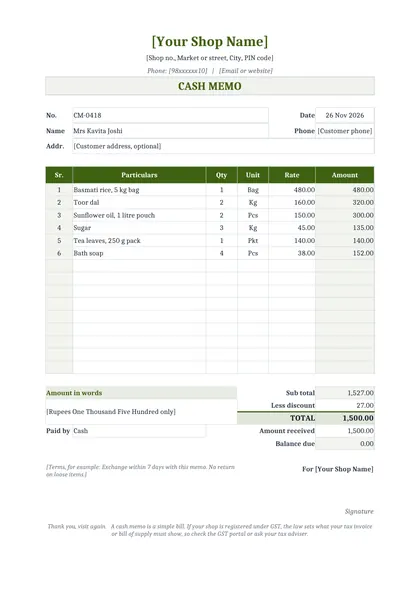 [Your Shop Name]
[Shop no., Market or street, City, PIN code]
Phone: [98xxxxxx10] | [Email or website]
CASH MEMO
No. CM-0418 Date 26 Nov 2026
Name Mrs Kavita Joshi Phone [Customer phone]
Addr. [Customer address, optional]
Sr. Particulars Qty Unit Rate Amount
1 Basmati rice, 5 kg bag 1 Bag 480.00 480.00
2 Toor dal 2 Kg 160.00 320.00
3 Sunflower oil, 1 litre pouch 2 Pcs 150.00 300.00
4 Sugar 3 Kg 45.00 135.00
5 Tea leaves, 250 g pack 1 Pkt 140.00 140.00
6 Bath soap 4 Pcs 38.00 152.00
Amount in words Sub total 1,527.00
Less discount 27.00
[Rupees One Thousand Five Hundred only] TOTAL 1,500.00
Paid by Cash Amount received 1,500.00
Balance due 0.00
[Terms, for example: Exchange within 7 days with this memo. No return
on loose items.]
For [Your Shop Name]
Signature
Thank you, visit again. A cash memo is a simple bill. If your shop is registered under GST, the law sets what your tax invoice
or bill of supply must show, so check the GST portal or ask your tax adviser.